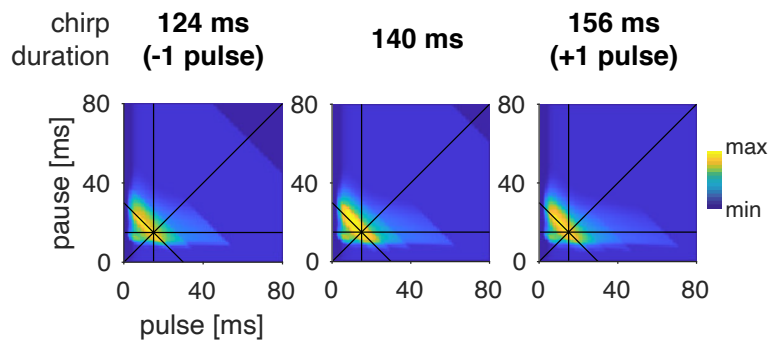 chirp duration
124 ms
(-1 pulse)
140 ms
156 ms
(+1 pulse)
pause [ms]
80
40
0
0
40
80
pulse [ms]
80
40
0
0
40
80
80
40
0
0
40
80
max
min